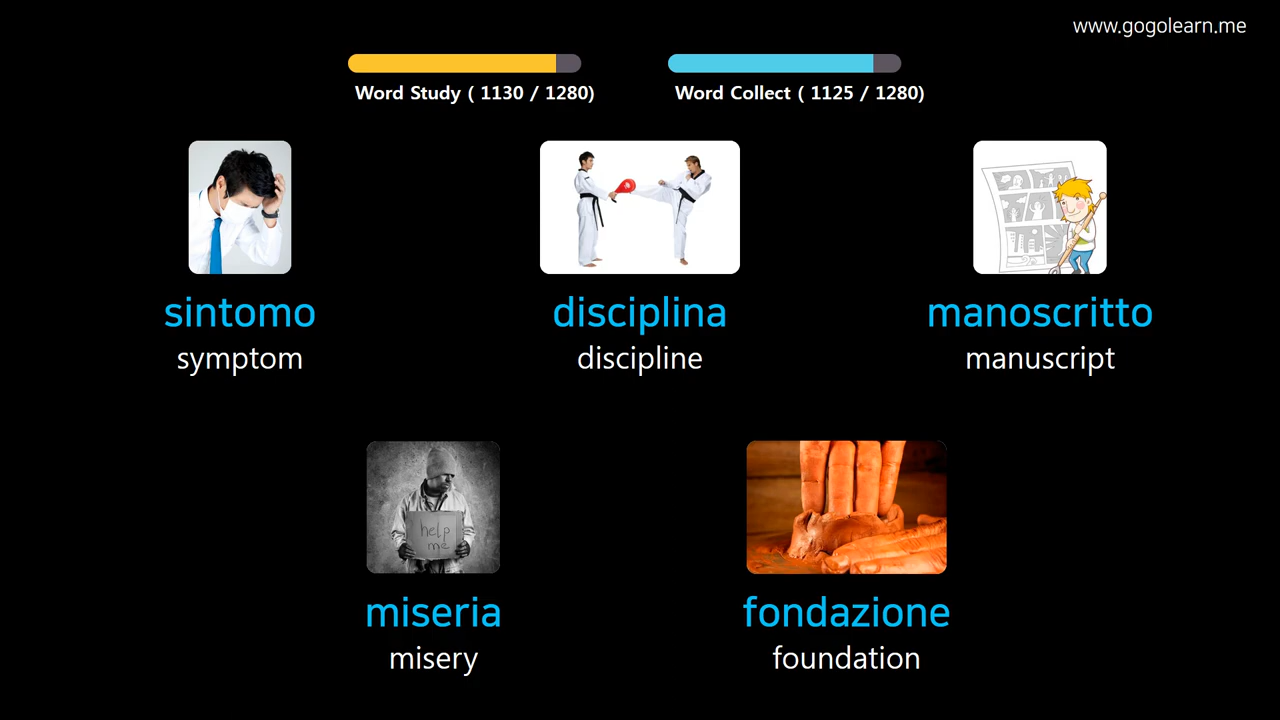 www.gogolearn.me
Word Study ( 1130 / 1280)
Word Collect ( 1125 / 1280)
sintomo
symptom
disciplina
discipline
manoscritto
manuscript
help
me
miseria
misery
fondazione
foundation